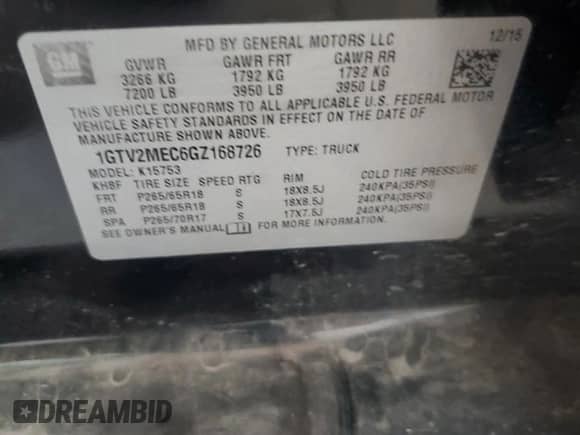 GM
MFD BY GENERAL MOTORS LLC
12/15
GVWR GAWR FRT GAWR RR
3266 KG 1792 KG 1792 KG
7200 LB 3950 LB 3950 LB
THIS VEHICLE CONFORMS TO ALL APPLICABLE U.S. FEDERAL MOTOR
VEHICLE SAFETY STANDARDS IN EFFECT ON THE DATE OF
MANUFACTURE SHOWN ABOVE.
1GTV2MEC6GZ168726 TYPE: TRUCK
MODEL: K15753
KHBF TIRE SIZE SPEED RTG RIM COLD TIRE PRESSURE
FRT P265/65R18 S 18X8.5J 240KPA(35PSI)
RR P265/65R18 S 18X8.5J 240KPA(35PSI)
SPA P265/70R17 S 17X7.5J 240KPA(35PSI)
SEE OWNER'S MANUAL FOR MORE INFORMATION.
DREAMBID